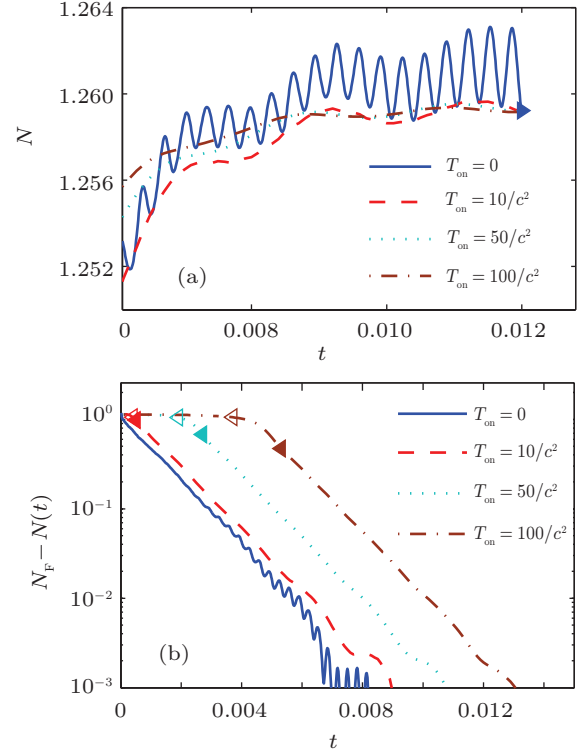 1.264
1.260
1.256
1.252
N
T_on = 0
T_on = 10/c²
T_on = 50/c²
T_on = 100/c²
(a)
0 0.008 0.010 0.012
t
10⁰
10⁻¹
10⁻²
10⁻³
N_F − N(t)
T_on = 0
T_on = 10/c²
T_on = 50/c²
T_on = 100/c²
(b)
0 0.004 0.008 0.012
t